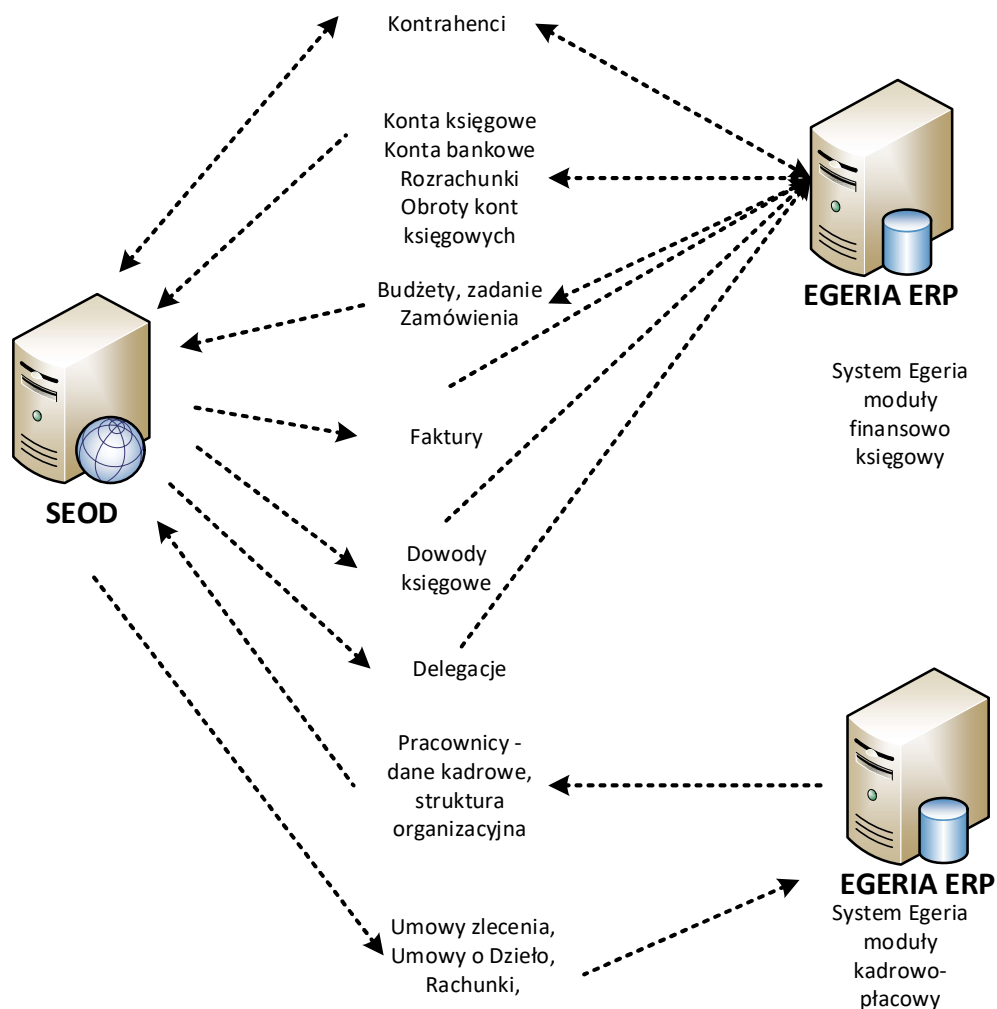 Kontrahenci
Konta księgowe
Konta bankowe
Rozrachunki
Obroty kont
księgowych
EGERIA ERP
Budżety, zadanie
Zamówienia
System Egeria
moduły
finansowo
księgowy
Faktury
SEOD
Dowody
księgowe
Delegacje
Pracownicy -
dane kadrowe,
struktura
organizacyjna
EGERIA ERP
System Egeria
moduły
kadrowo-
płacowy
Umowy zlecenia,
Umowy o Dzieło,
Rachunki,